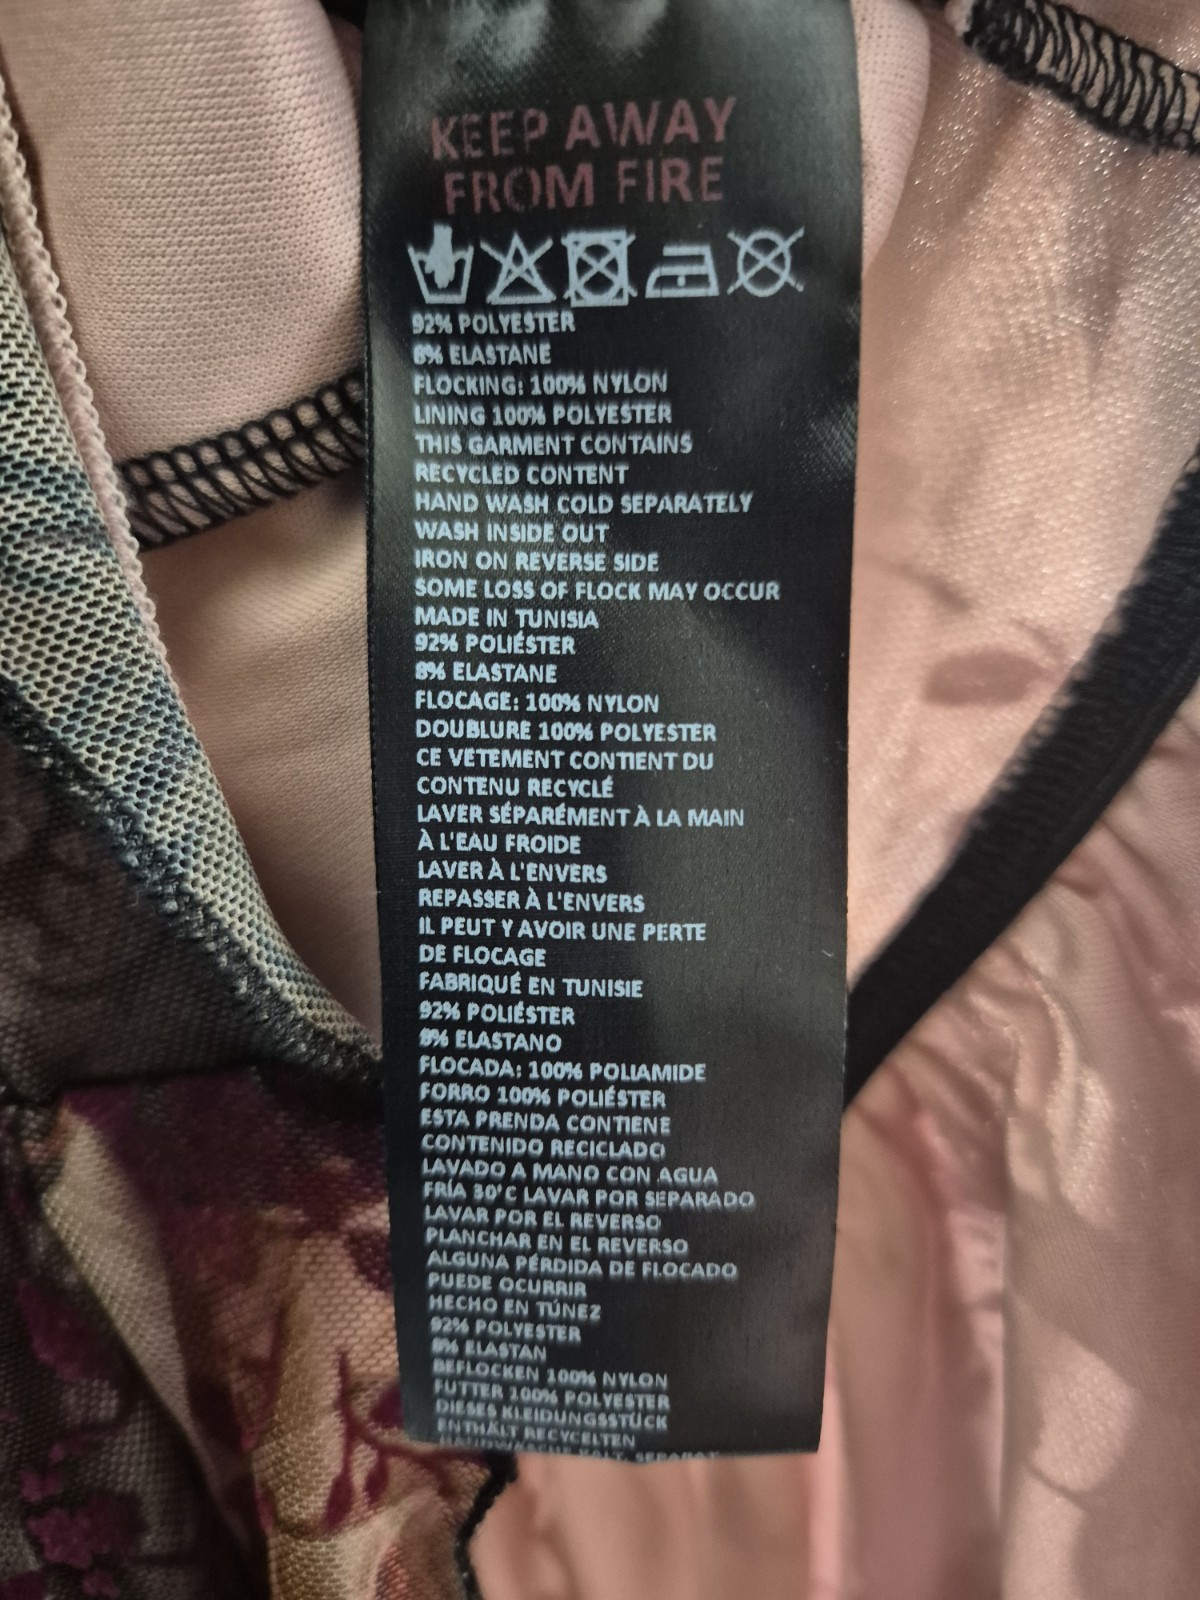 KEEP AWAY
FROM FIRE
92% POLYESTER
8% ELASTANE
FLOCKING: 100% NYLON
LINING 100% POLYESTER
THIS GARMENT CONTAINS
RECYCLED CONTENT
HAND WASH COLD SEPARATELY
WASH INSIDE OUT
IRON ON REVERSE SIDE
SOME LOSS OF FLOCK MAY OCCUR
MADE IN TUNISIA
92% POLIÉSTER
8% ELASTANE
FLOCAGE: 100% NYLON
DOUBLURE 100% POLYESTER
CE VETEMENT CONTIENT DU
CONTENU RECYCLÉ
LAVER SÉPARÉMENT À LA MAIN
À L'EAU FROIDE
LAVER À L'ENVERS
REPASSER À L'ENVERS
IL PEUT Y AVOIR UNE PERTE
DE FLOCAGE
FABRIQUÉ EN TUNISIE
92% POLIÉSTER
8% ELASTANO
FLOCADA: 100% POLIAMIDE
FORRO 100% POLIÉSTER
ESTA PRENDA CONTIENE
CONTENIDO RECICLADO
LAVADO A MANO CON AGUA
FRÍA 30°C LAVAR POR SEPARADO
LAVAR POR EL REVERSO
PLANCHAR EN EL REVERSO
ALGUNA PÉRDIDA DE FLOCADO
PUEDE OCURRIR
HECHO EN TÚNEZ
92% POLYESTER
8% ELASTAN
BEFLOCKEN 100% NYLON
FUTTER 100% POLYESTER
DIESES KLEIDUNGSSTÜCK
ENTHÄLT RECYCELTEN